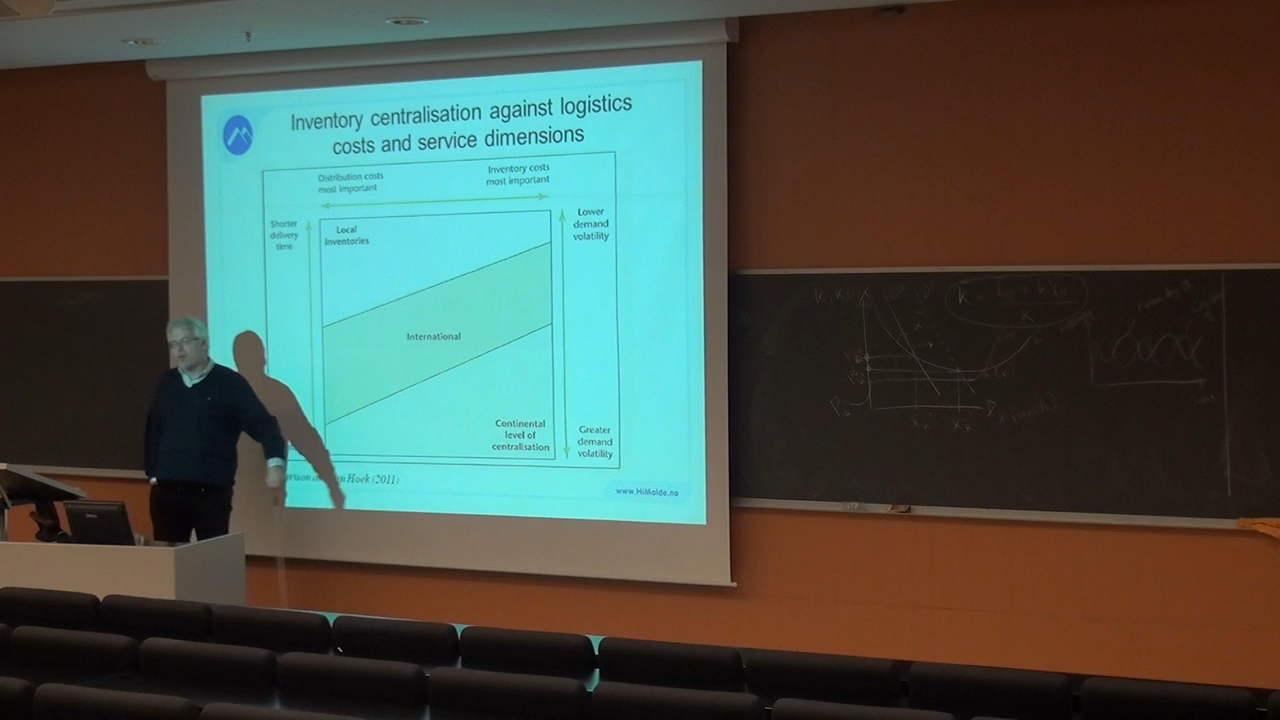 Inventory centralisation against logistics
costs and service dimensions
Distribution costs
most important
Inventory costs
most important
Shorter
delivery
time
Local
Inventories
Lower
demand
volatility
International
Continental
level of
centralisation
Greater
demand
volatility
Hoek (2011)
www.HiMolde.no